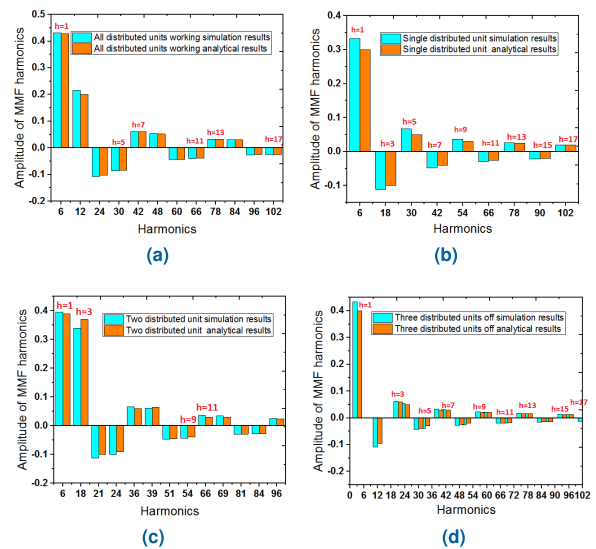 h=1
All distributed units working simulation results
All distributed units working analytical results
h=5
h=7
h=11
h=13
h=17
0.5
0.4
0.3
0.2
0.1
0.0
-0.1
-0.2
6 12 24 30 42 48 60 66 78 84 96 102
Amplitude of MMF harmonics
Harmonics
(a)
h=1
Single distributed unit simulation results
Single distributed unit analytical results
h=3
h=5
h=7
h=9
h=11
h=13
h=15
h=17
0.4
0.3
0.2
0.1
0.0
-0.1
6 18 30 42 54 66 78 90 102
Amplitude of MMF harmonics
Harmonics
(b)
h=1
h=3
Two distributed unit simulation results
Two distributed unit analytical results
h=9
h=11
0.4
0.3
0.2
0.1
0.0
-0.1
-0.2
6 18 21 24 36 39 51 54 66 69 81 84 96
Amplitude of MMF harmonics
Harmonics
(c)
h=1
Three distributed units off simulation results
Three distributed units off analytical results
h=3
h=5
h=7
h=9
h=11
h=13
h=15
h=17
0.4
0.3
0.2
0.1
0.0
-0.1
-0.2
0 6 12 18 24 30 36 42 48 54 60 66 72 78 84 90 96 102
Amplitude of MMF harmonics
Harmonics
(d)